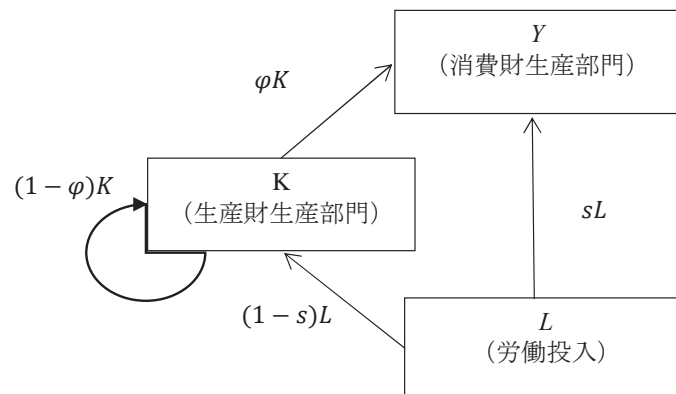 Y
(消費財生産部門)
φK
(1 − φ)K
K
(生産財生産部門)
sL
(1 − s)L
L
(労働投入)